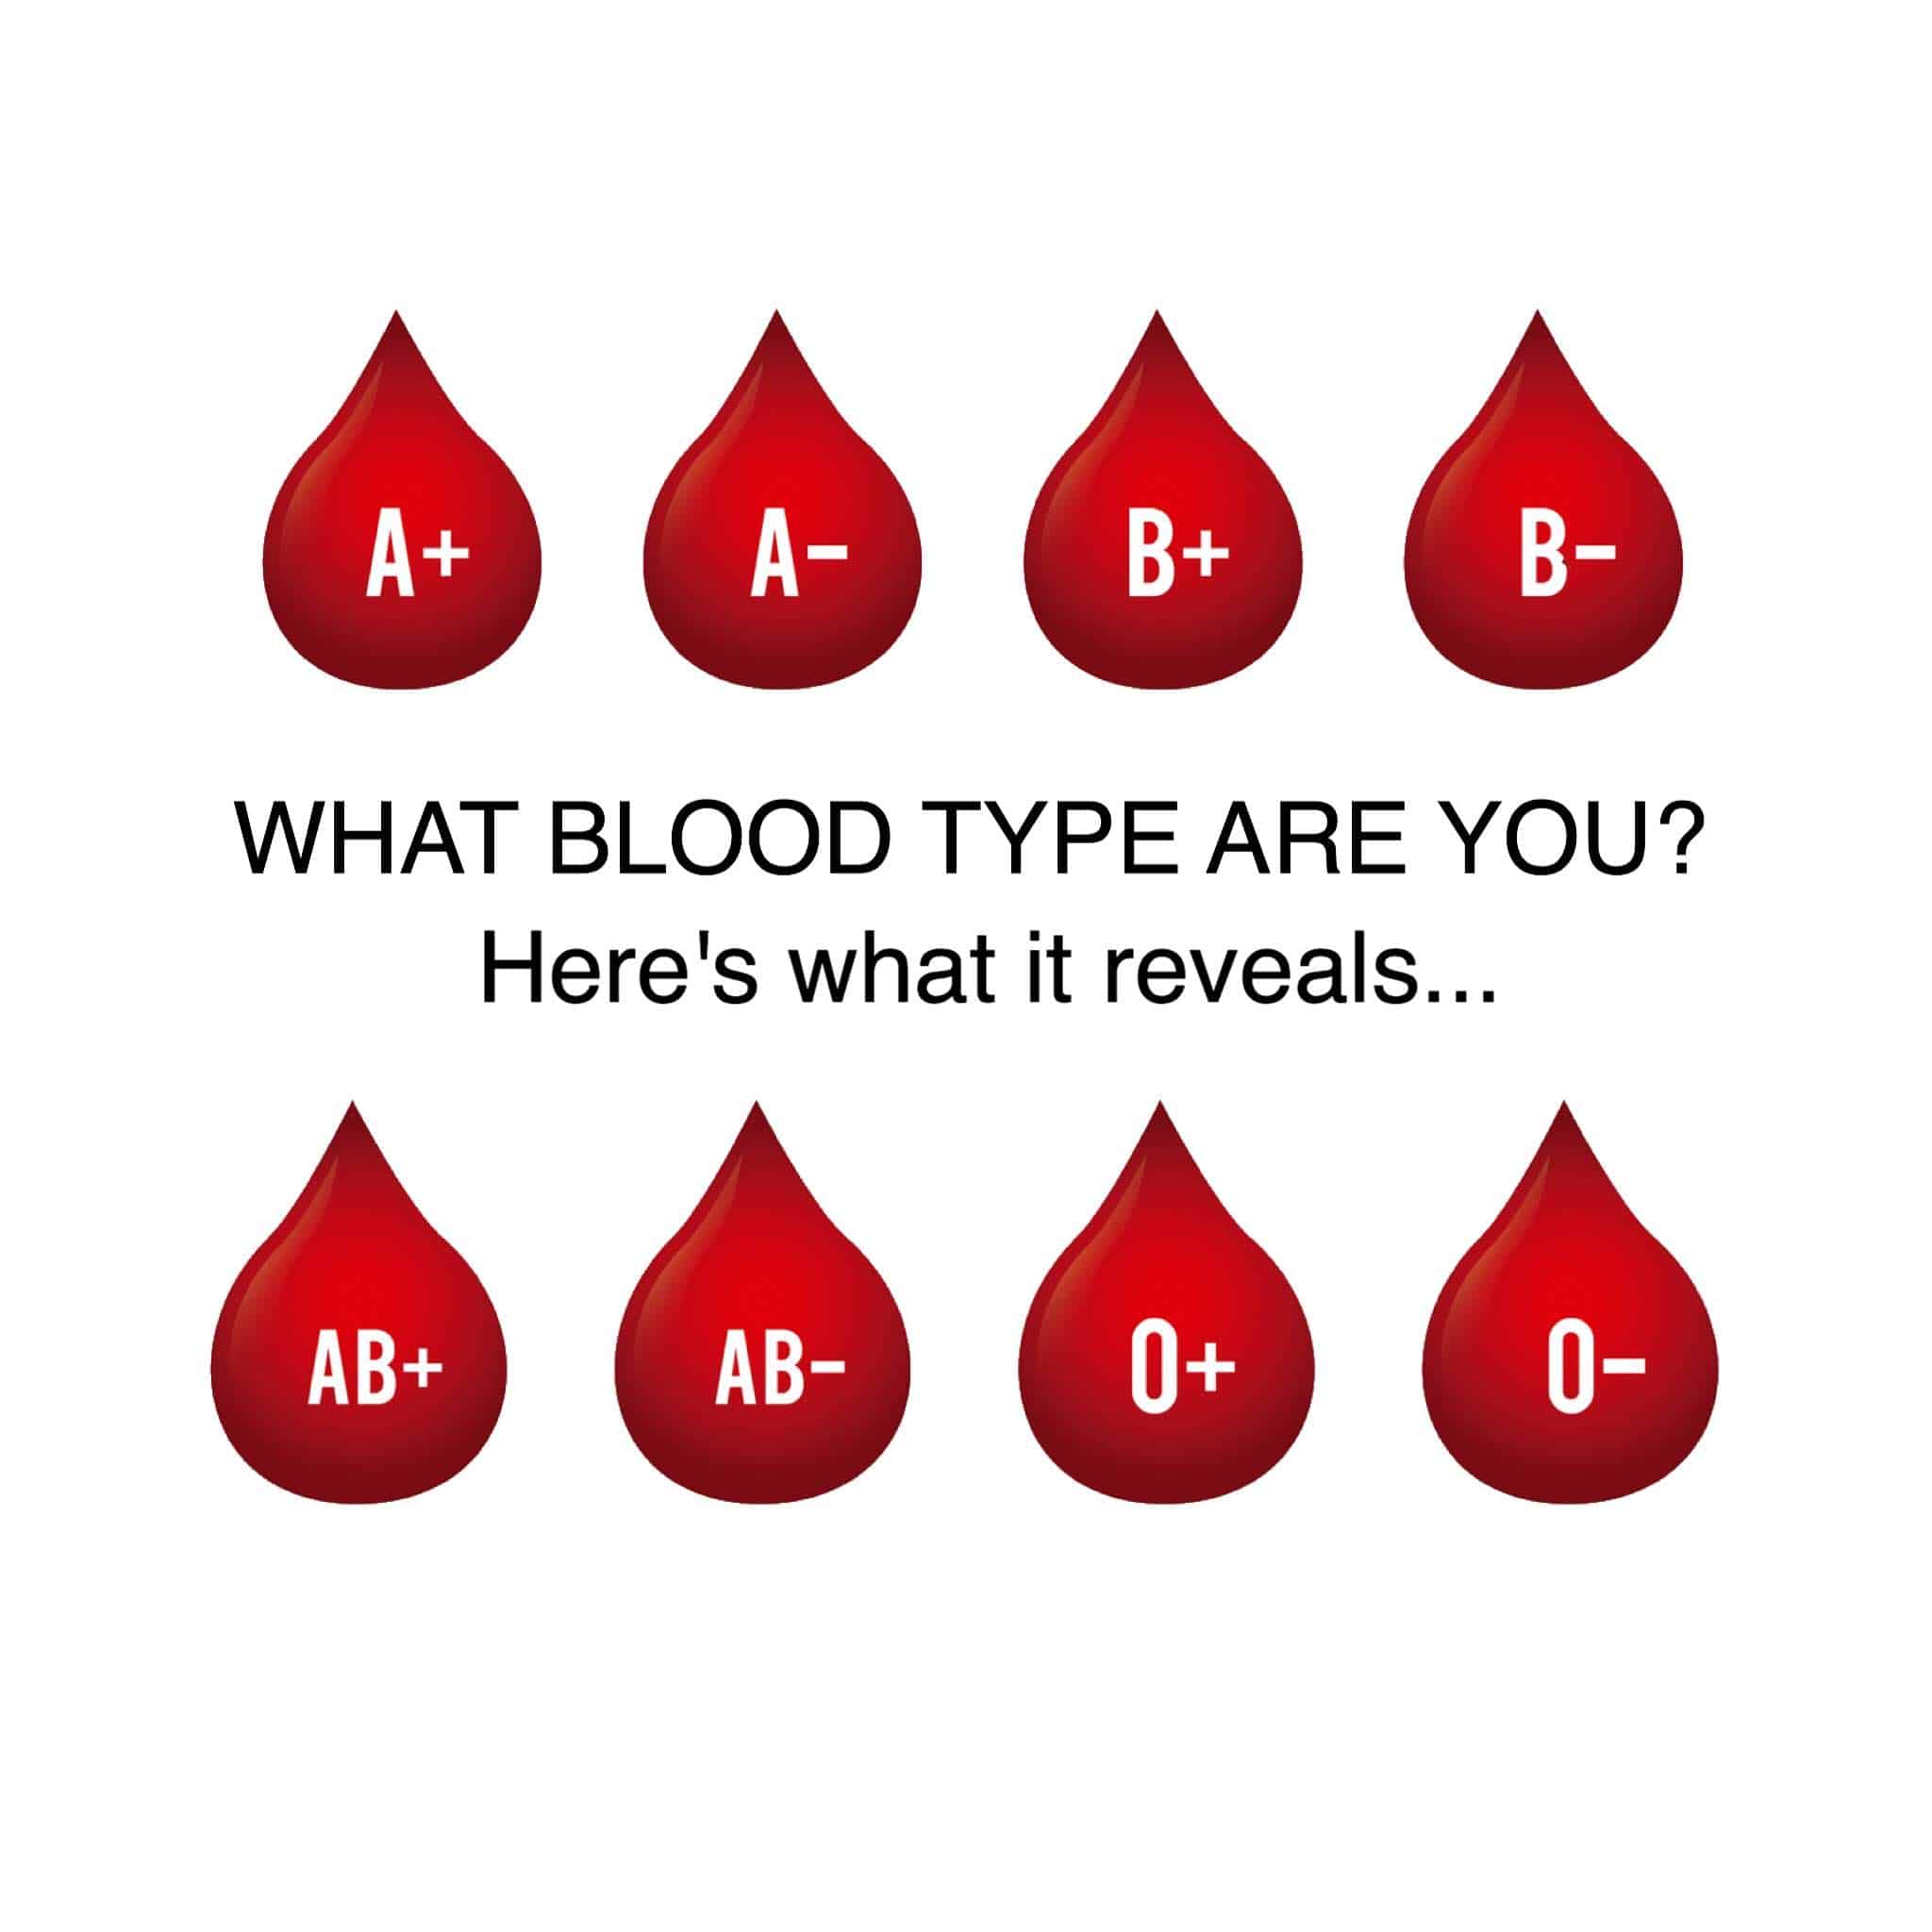 A+ A- B+ B-
WHAT BLOOD TYPE ARE YOU?
Here's what it reveals...
AB+ AB- O+ O-